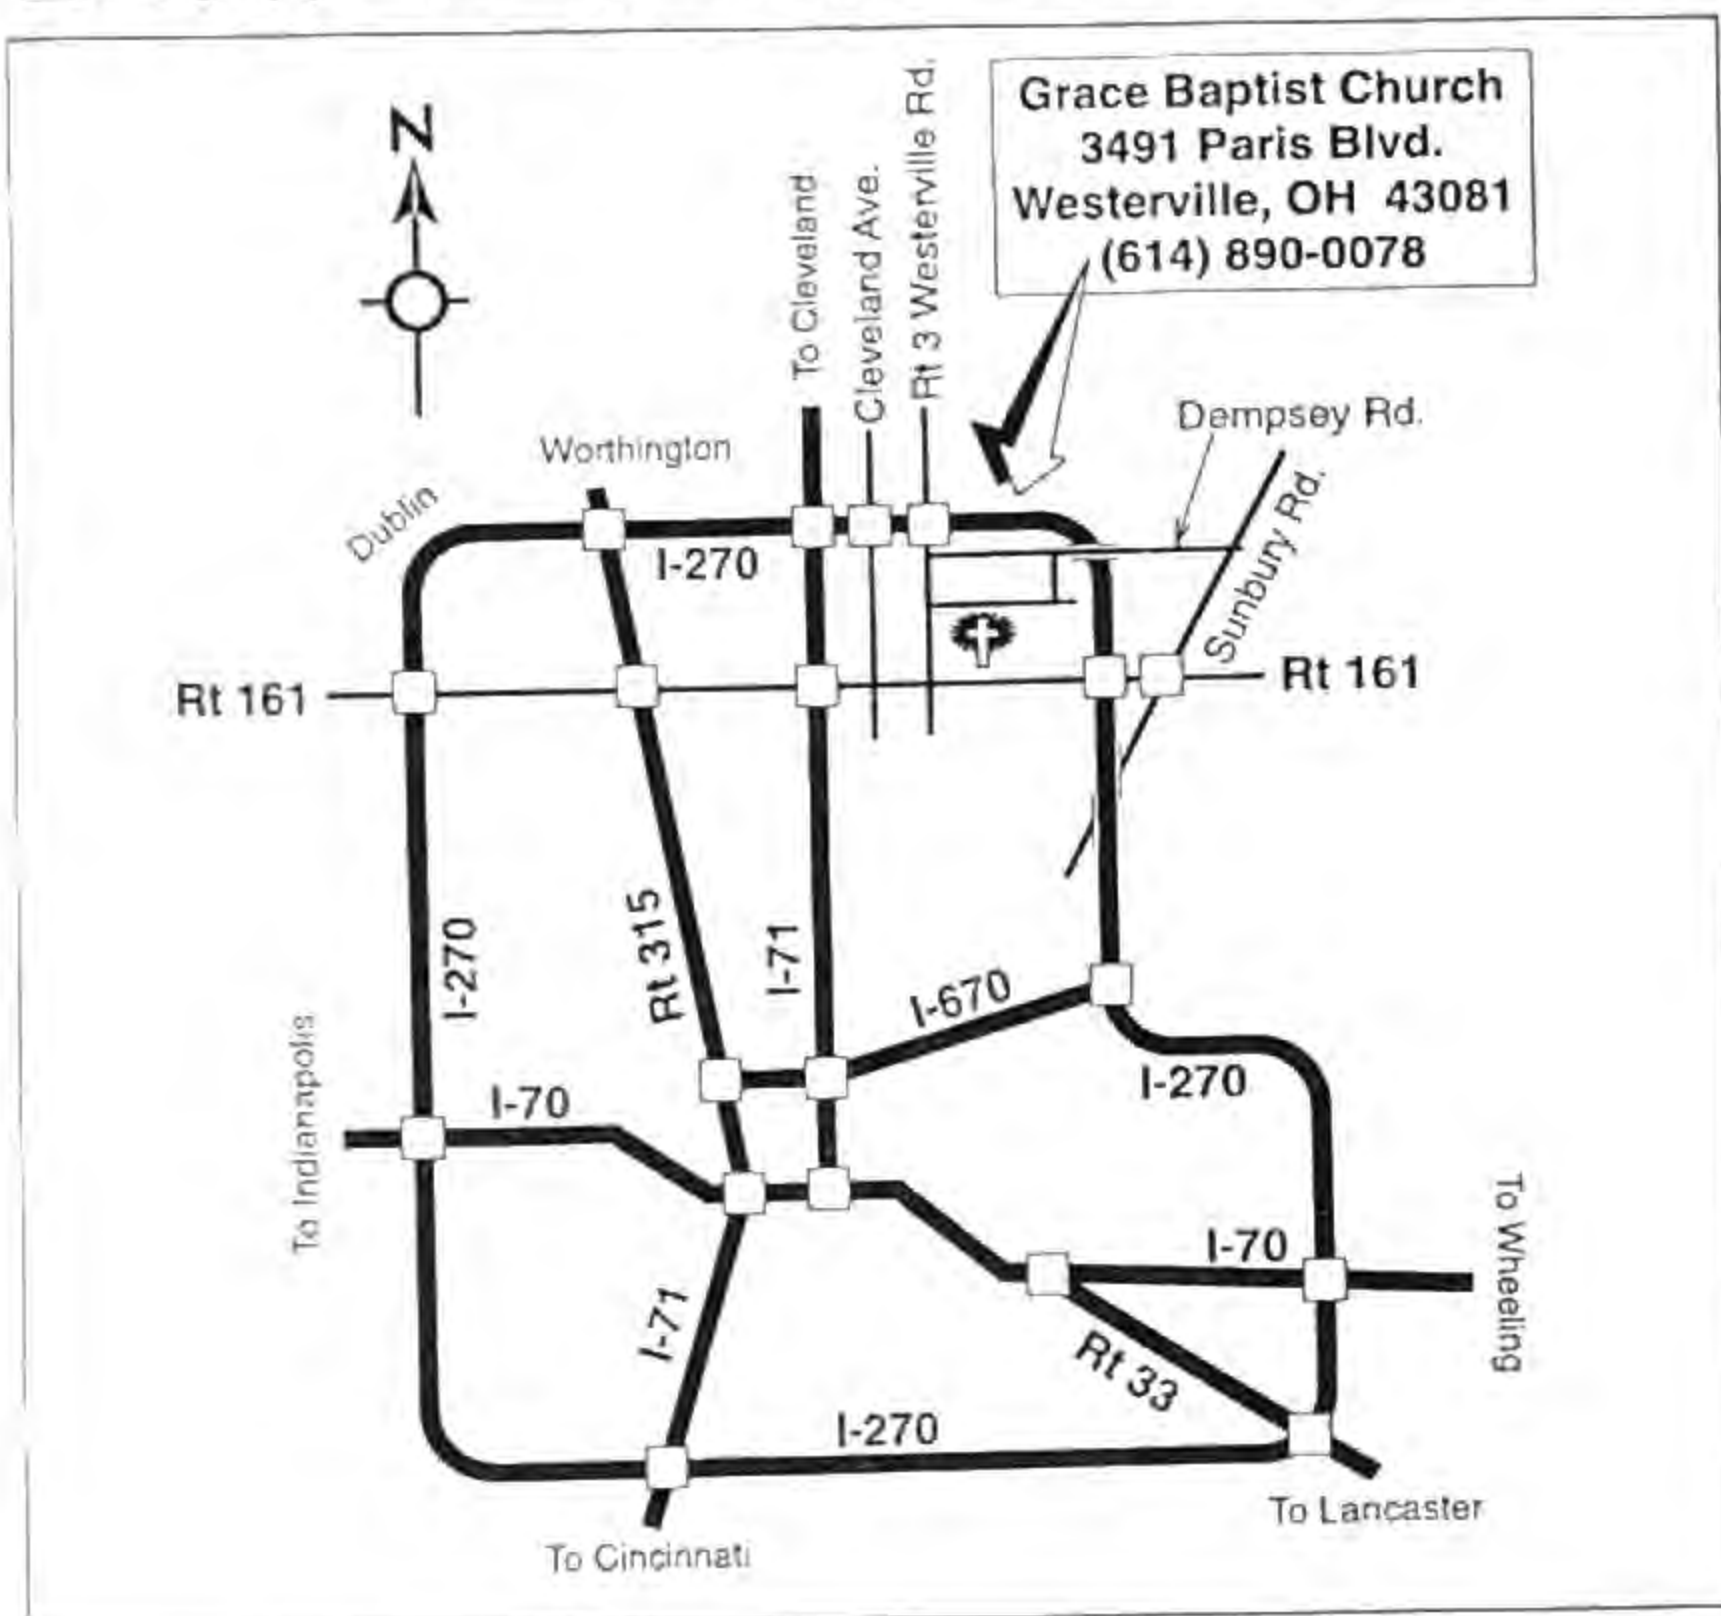 N
Grace Baptist Church
3491 Paris Blvd.
Westerville, OH 43081
(614) 890-0078
To Cleveland
Cleveland Ave.
Rt 3 Westerville Rd.
Dempsey Rd.
Worthington
Dublin
I-270
Sunbury Rd.
Rt 161
Rt 161
I-270
Rt 315
I-71
I-670
I-270
To Indianapolis
I-70
I-70
To Wheeling
I-71
Rt 33
I-270
To Lancaster
To Cincinnati